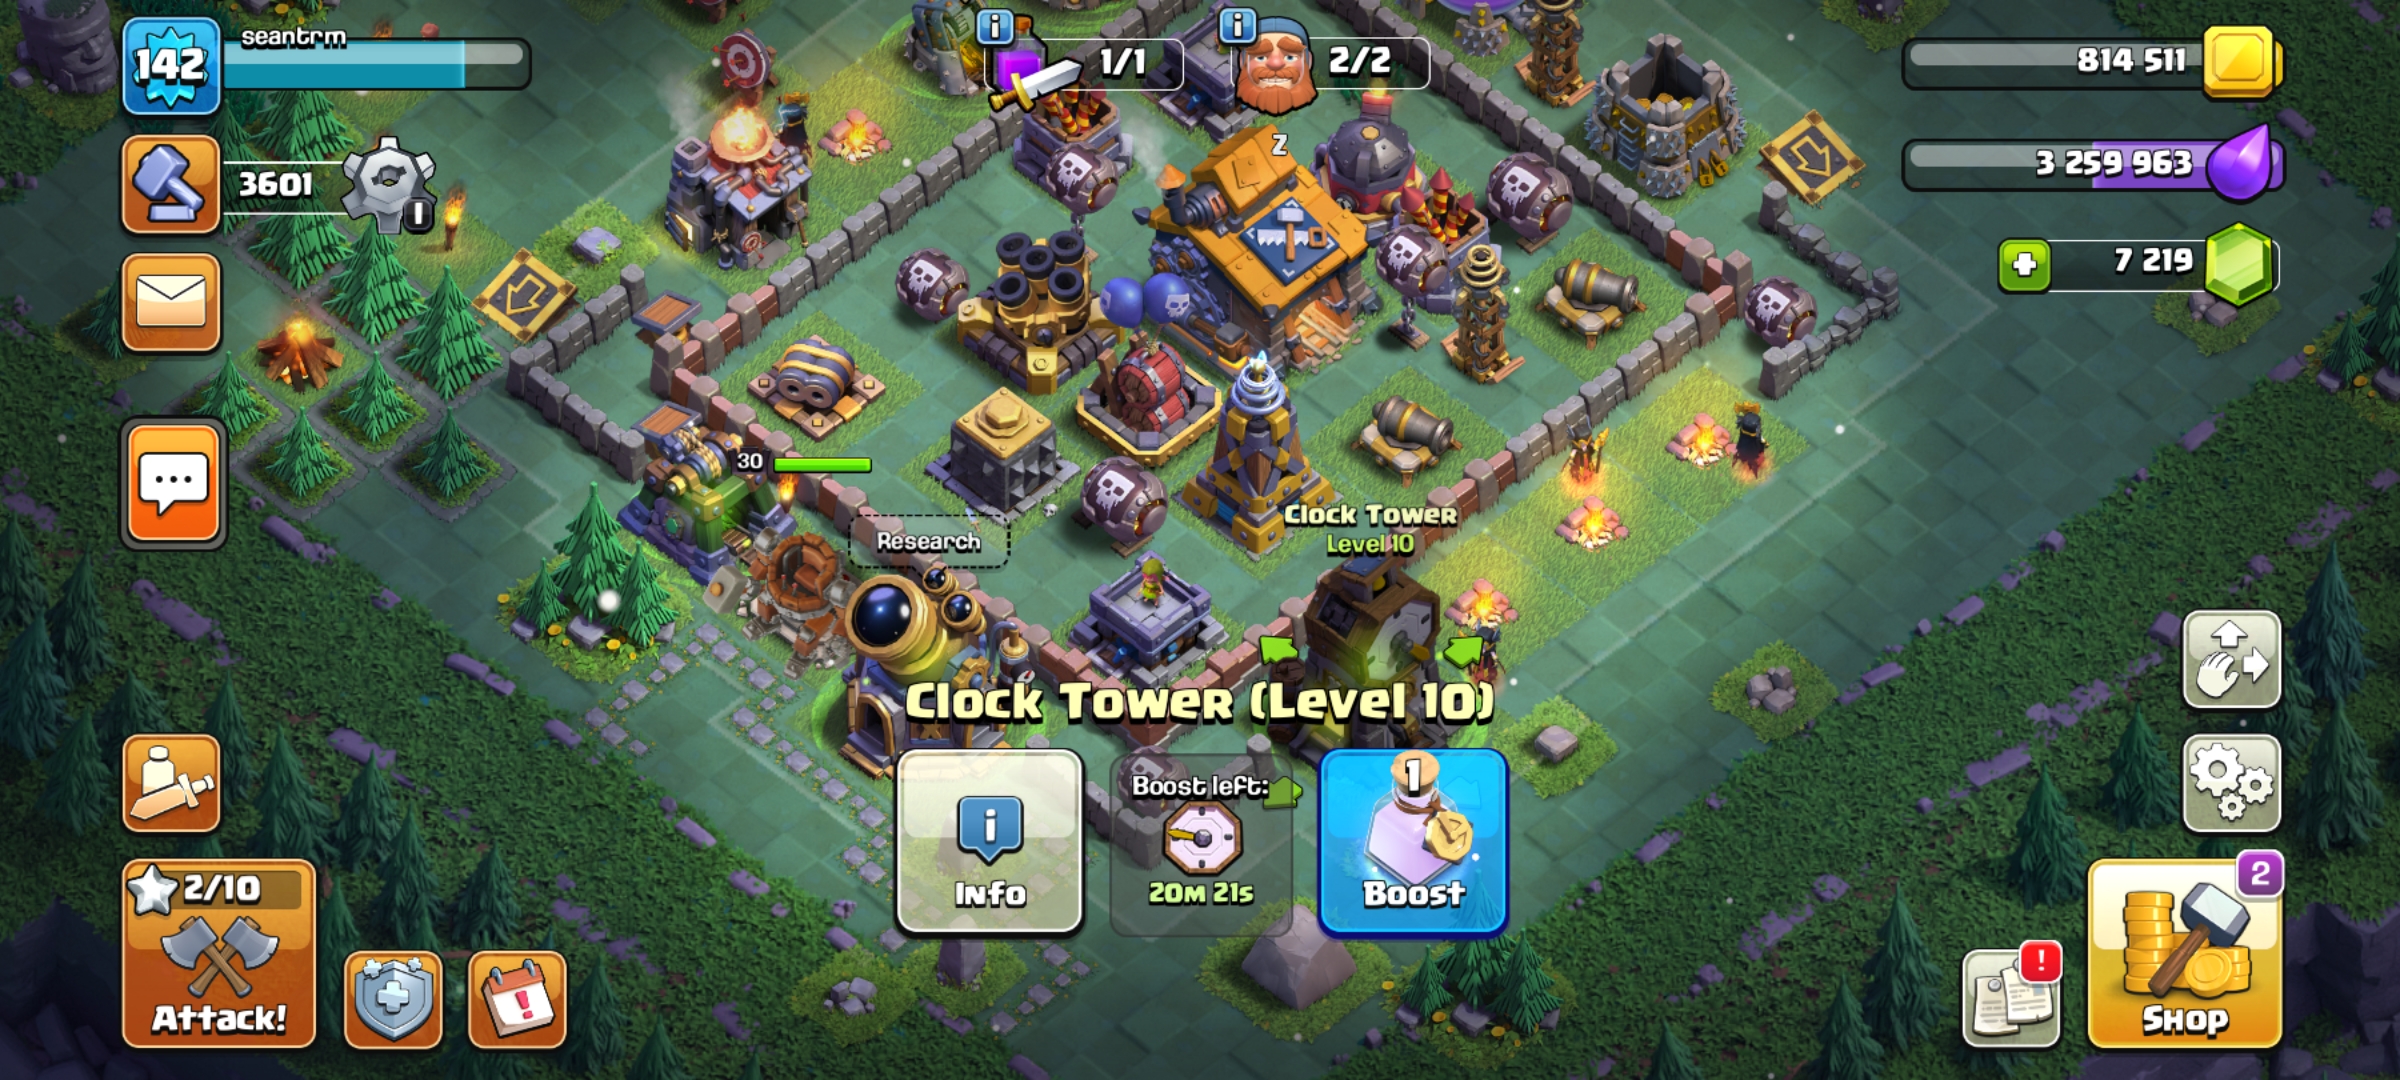 142
seantrm
1/1
2/2
814 511
3601
I
3 259 963
7 219
Z
30
Research
Clock Tower
Level 10
Clock Tower (Level 10)
Info
Boost left:
20M 21s
1
Boost
2/10
Attack!
!
!
2
Shop